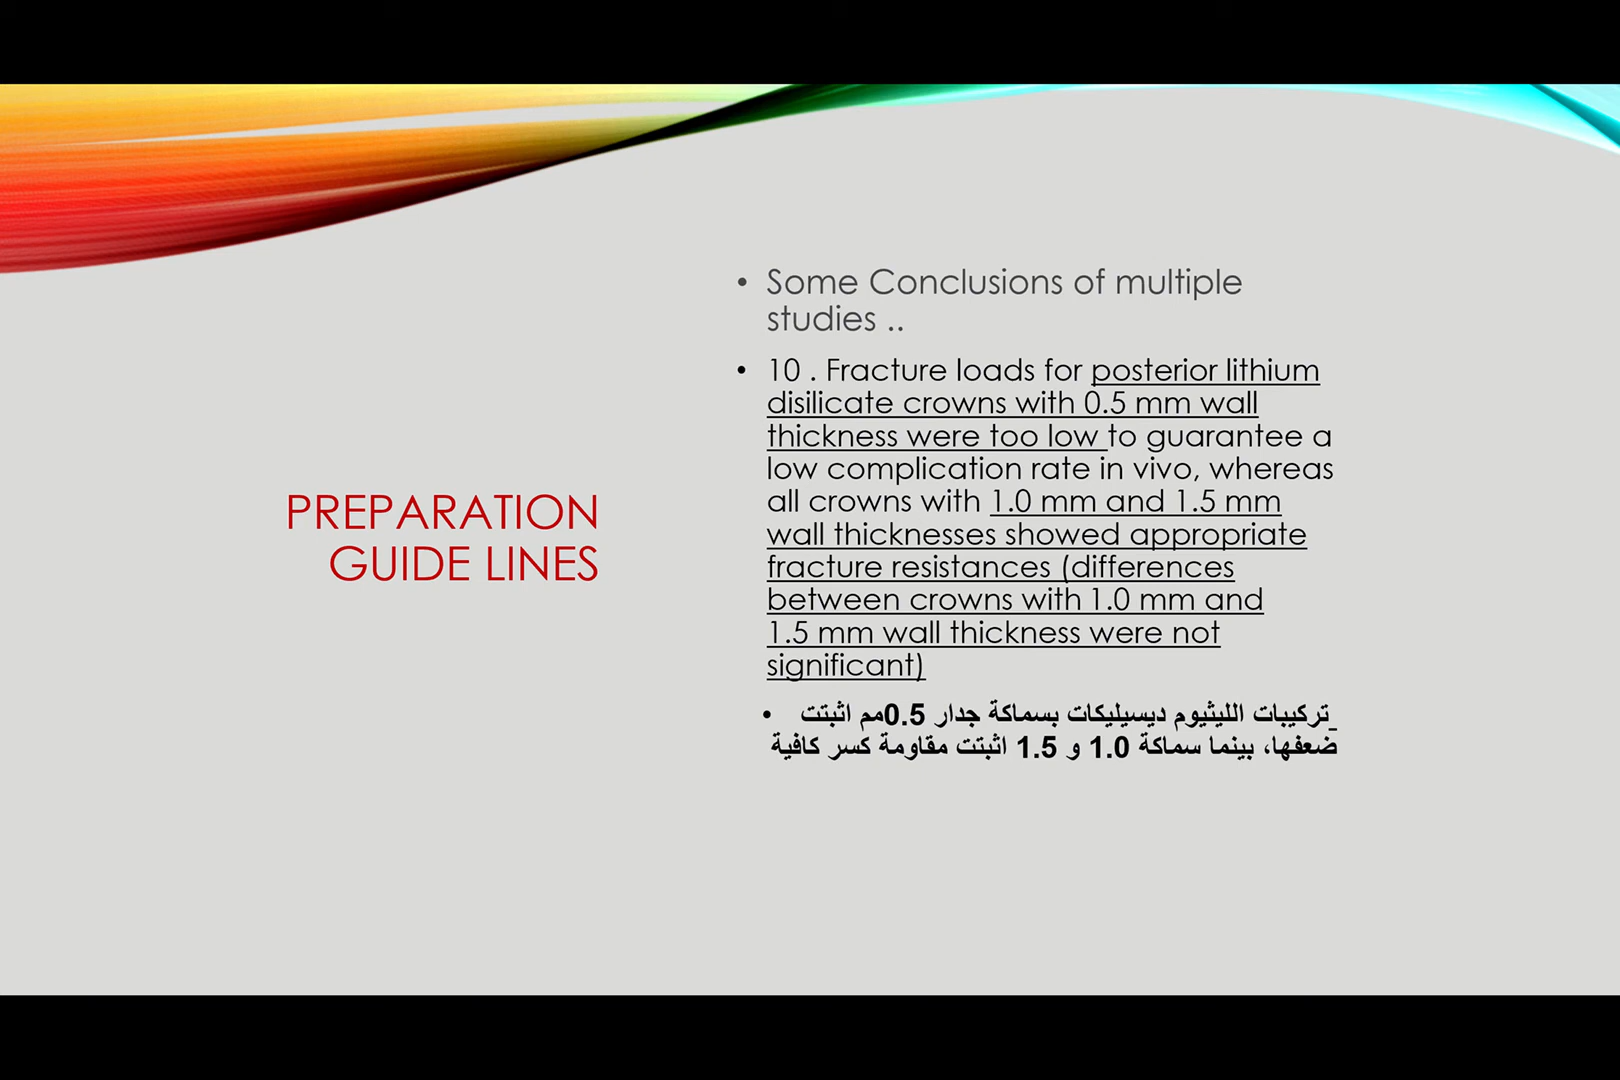 PREPARATION
GUIDE LINES
• Some Conclusions of multiple
studies ..
• 10 . Fracture loads for posterior lithium
disilicate crowns with 0.5 mm wall
thickness were too low to guarantee a
low complication rate in vivo, whereas
all crowns with 1.0 mm and 1.5 mm
wall thicknesses showed appropriate
fracture resistances (differences
between crowns with 1.0 mm and
1.5 mm wall thickness were not
significant)
• تركيبات الليثيوم ديسيليكات بسماكة جدار 0.5مم اثبتت
ضعفها، بينما سماكة 1.0 و 1.5 اثبتت مقاومة كسر كافية